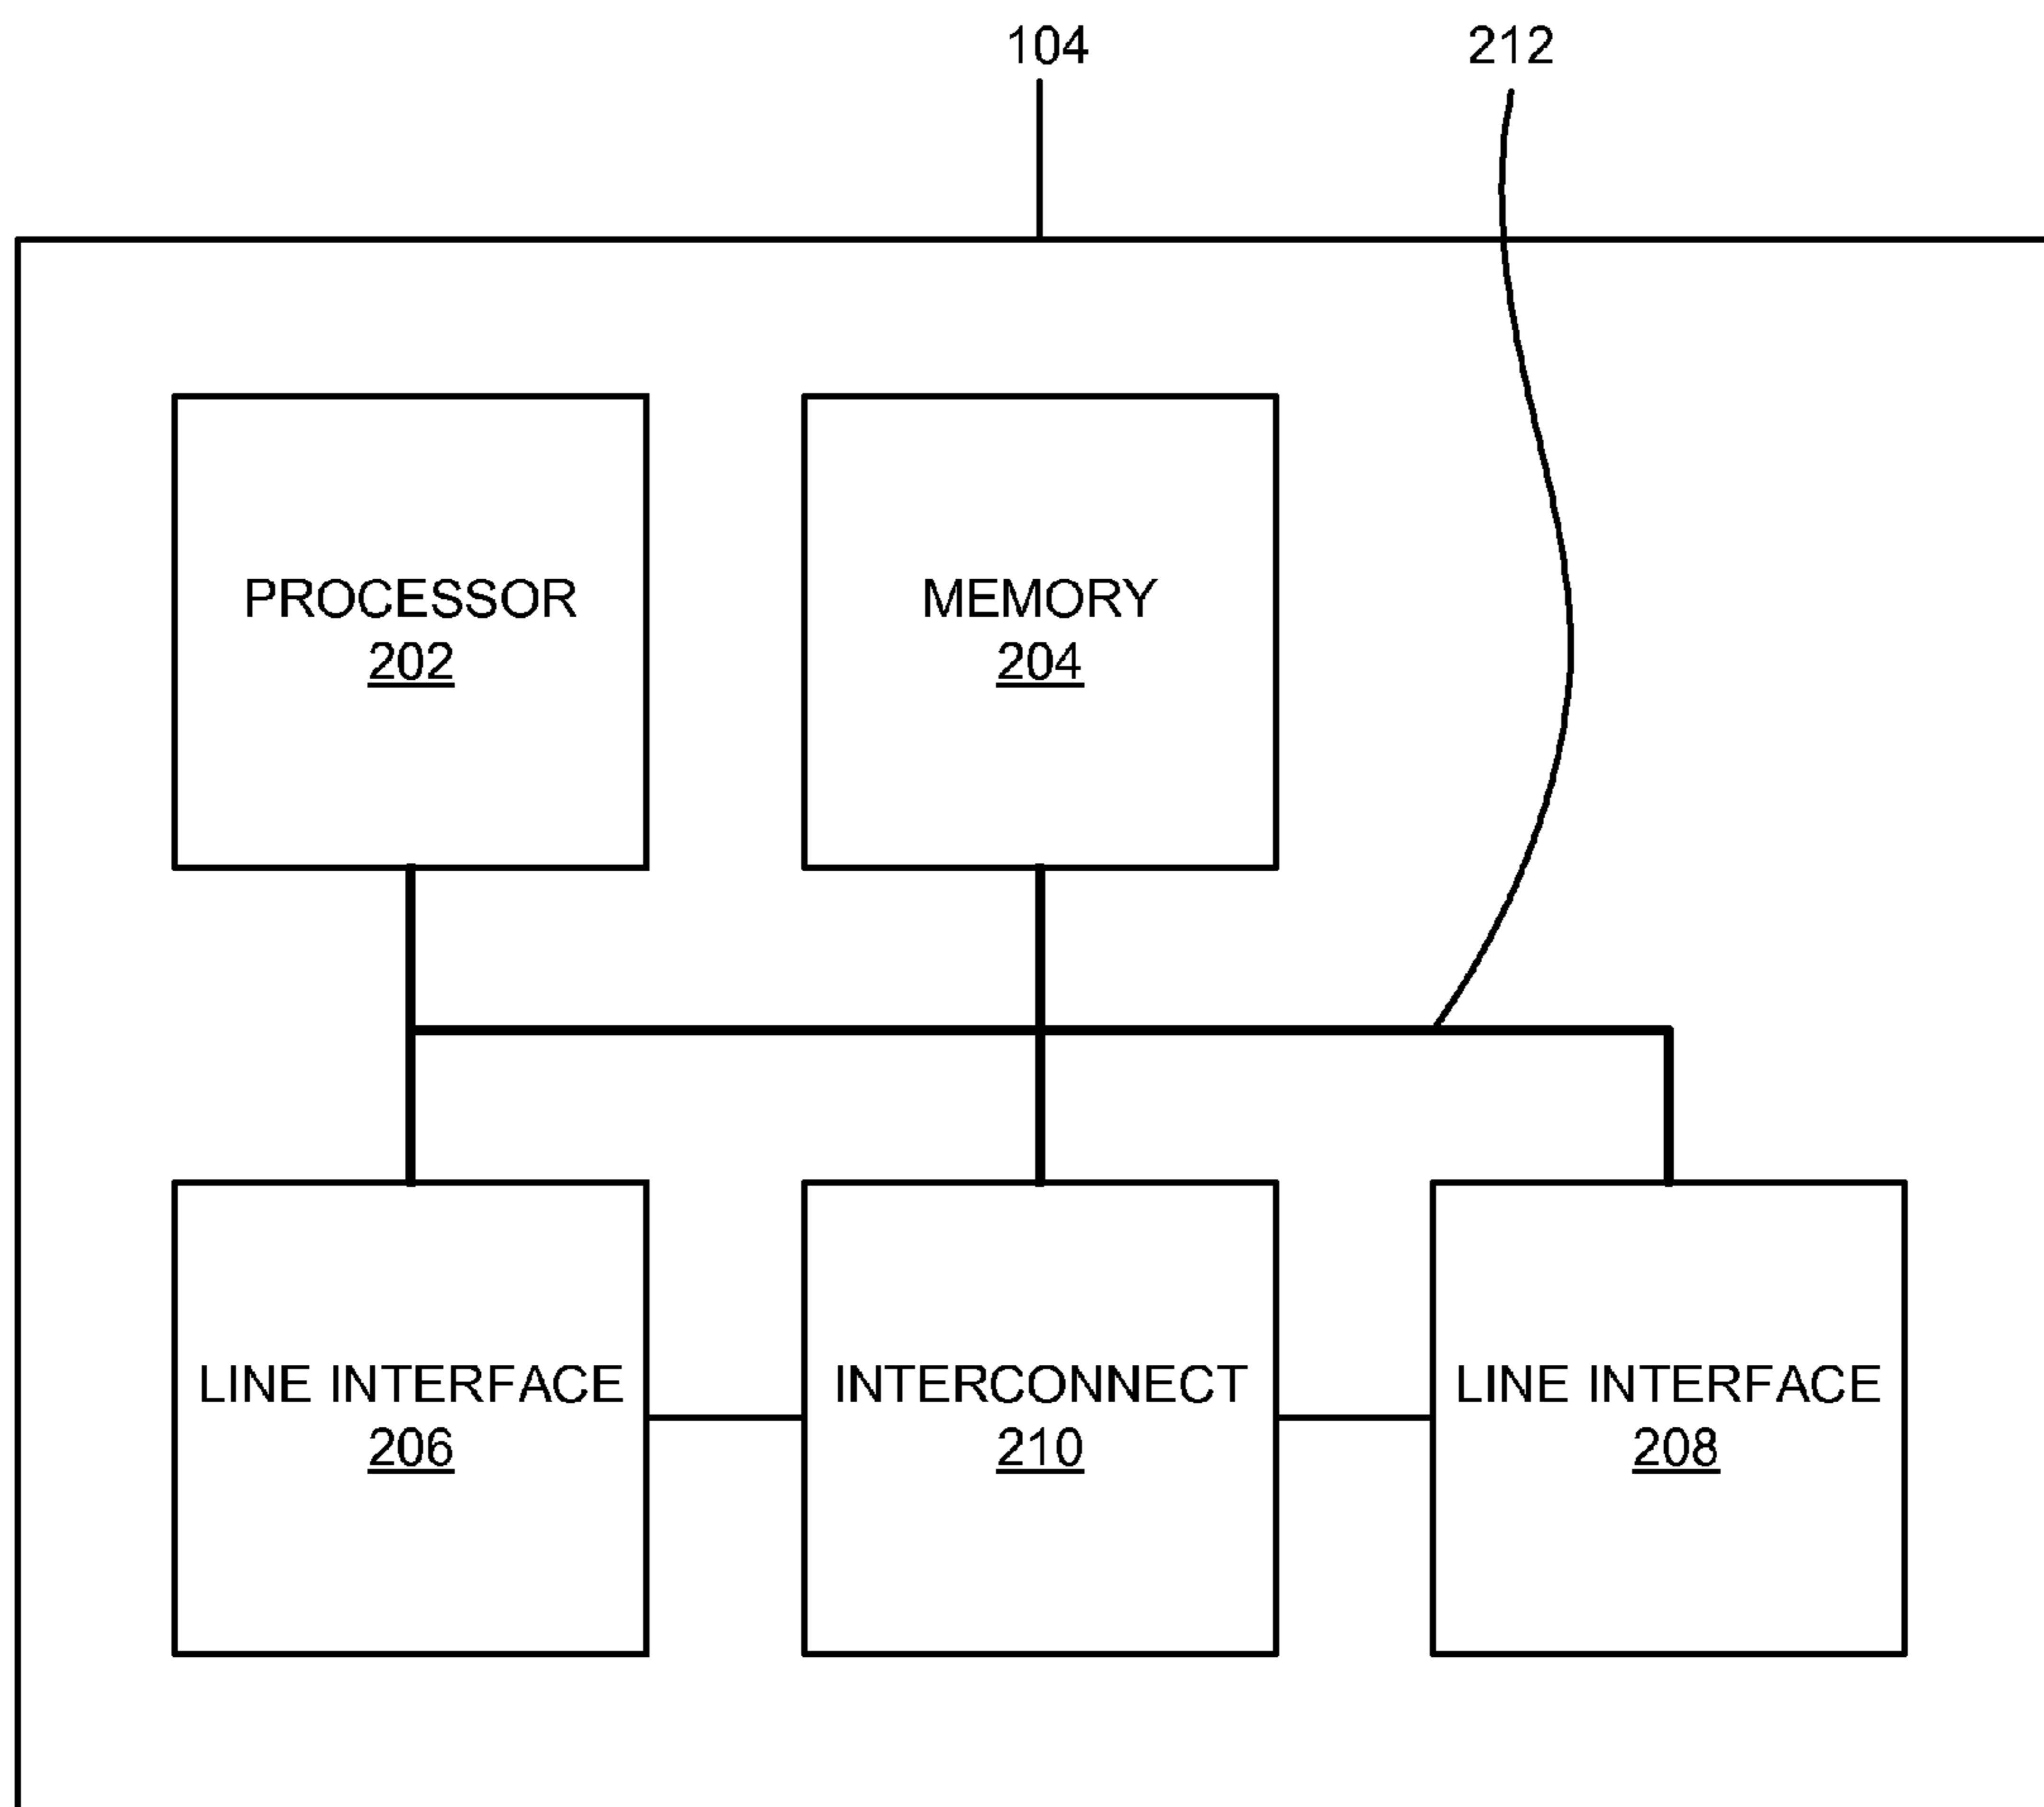 104
212
PROCESSOR
202
MEMORY
204
LINE INTERFACE
206
INTERCONNECT
210
LINE INTERFACE
208